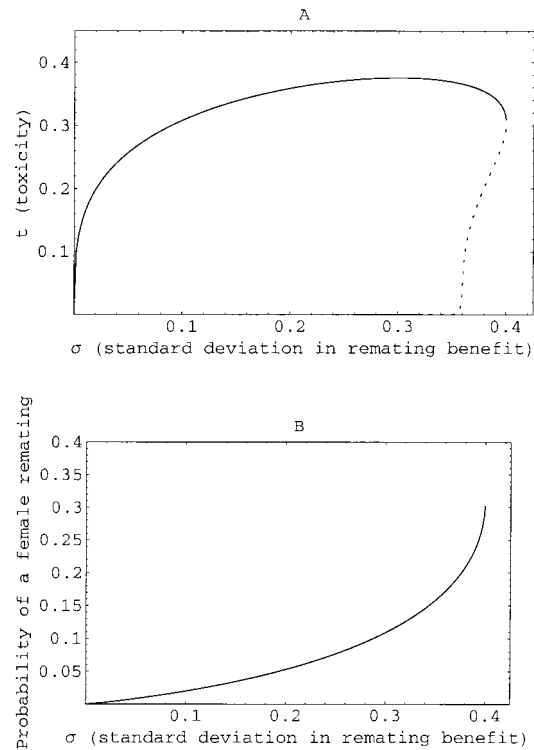 A
t (toxicity)
0.4
0.3
0.2
0.1
0.1 0.2 0.3 0.4
σ (standard deviation in remating benefit)
B
Probability of a female remating
0.4
0.35
0.3
0.25
0.2
0.15
0.1
0.05
0.1 0.2 0.3 0.4
σ (standard deviation in remating benefit)